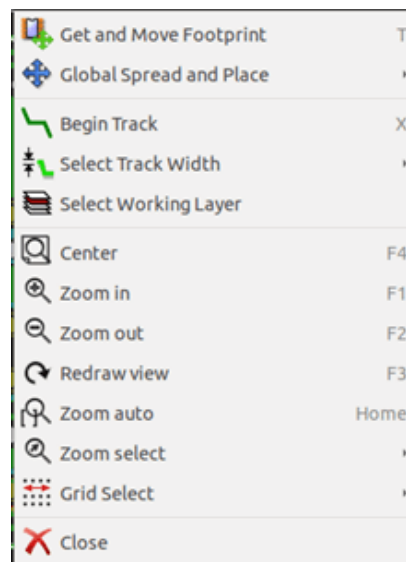 Get and Move Footprint T
Global Spread and Place
Begin Track X
Select Track Width
Select Working Layer
Center F4
Zoom in F1
Zoom out F2
Redraw view F3
Zoom auto Home
Zoom select
Grid Select
Close